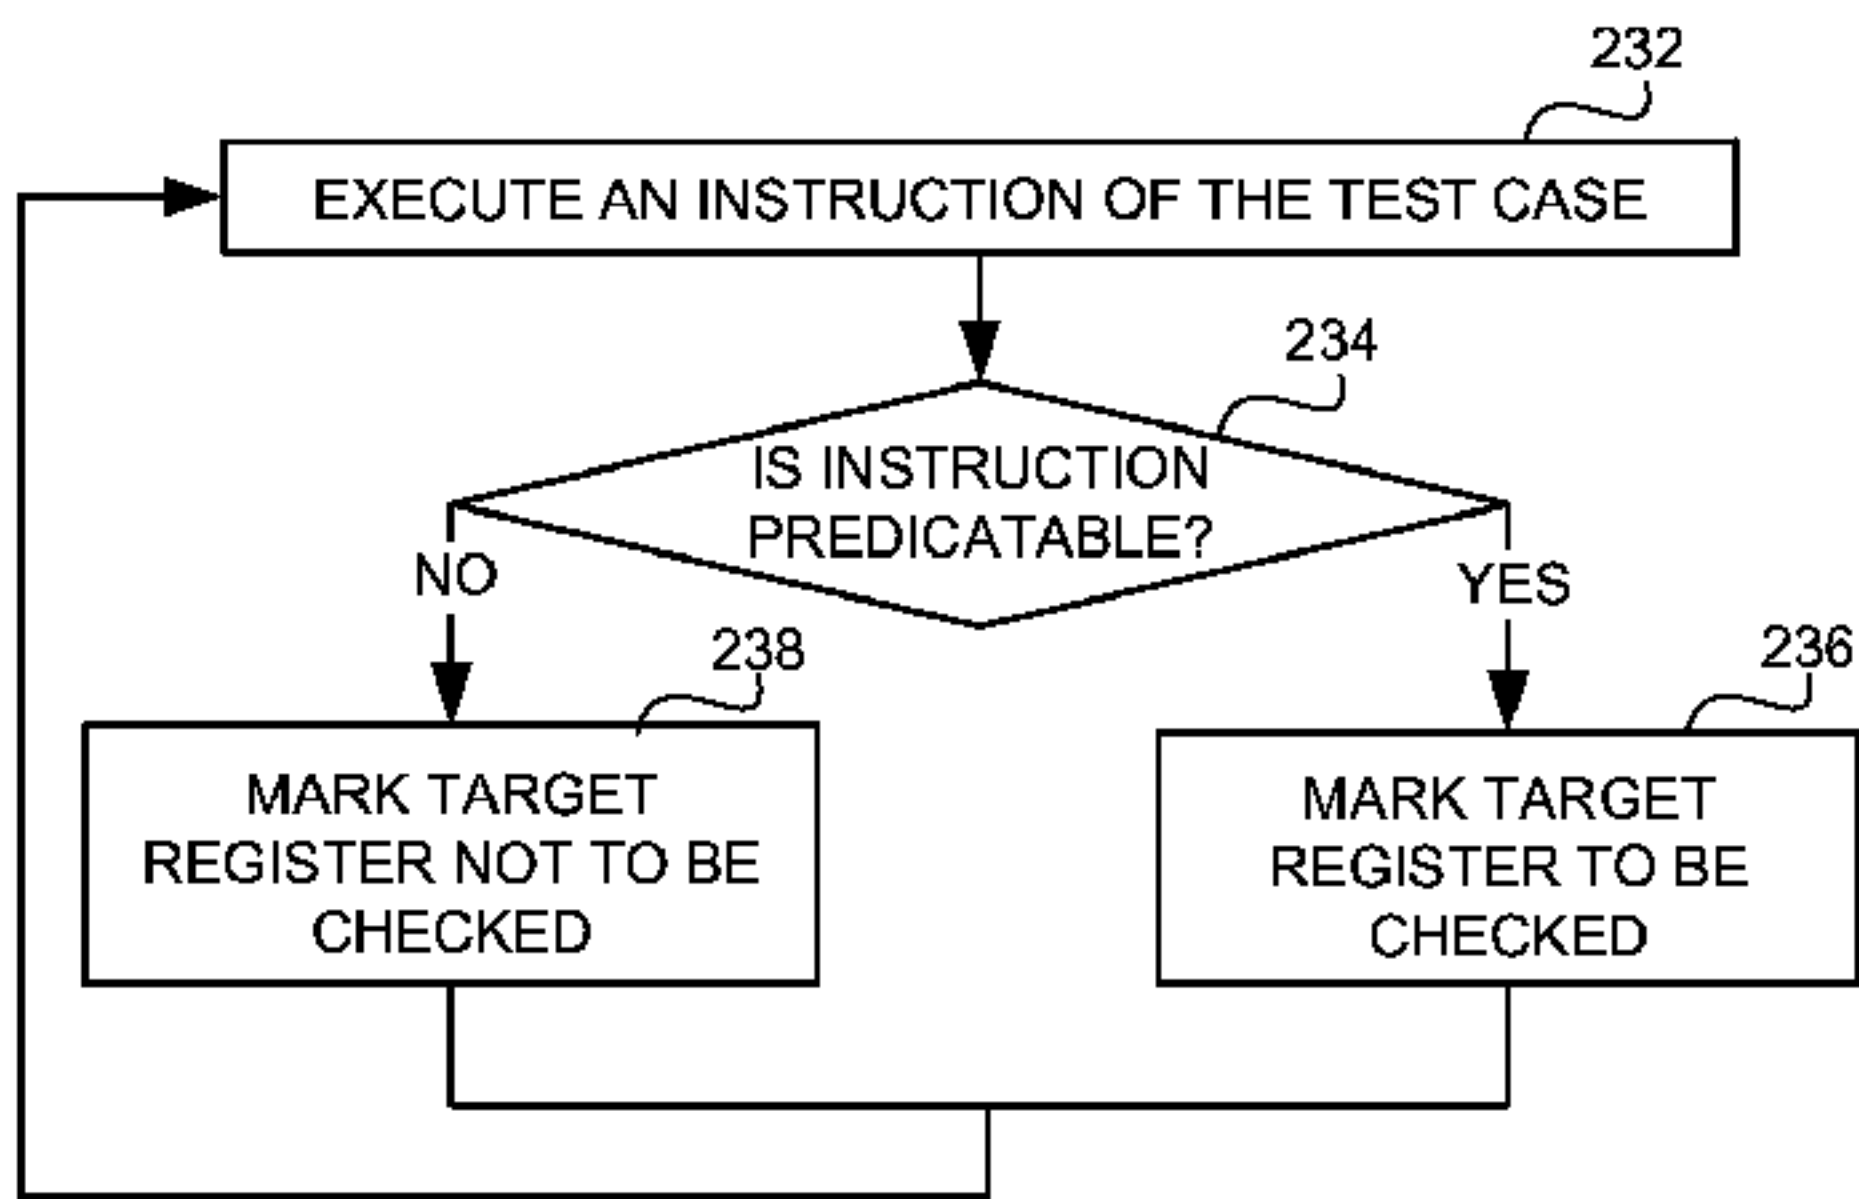 232
EXECUTE AN INSTRUCTION OF THE TEST CASE
234
IS INSTRUCTION
PREDICATABLE?
NO
YES
238
236
MARK TARGET
REGISTER NOT TO BE
CHECKED
MARK TARGET
REGISTER TO BE
CHECKED